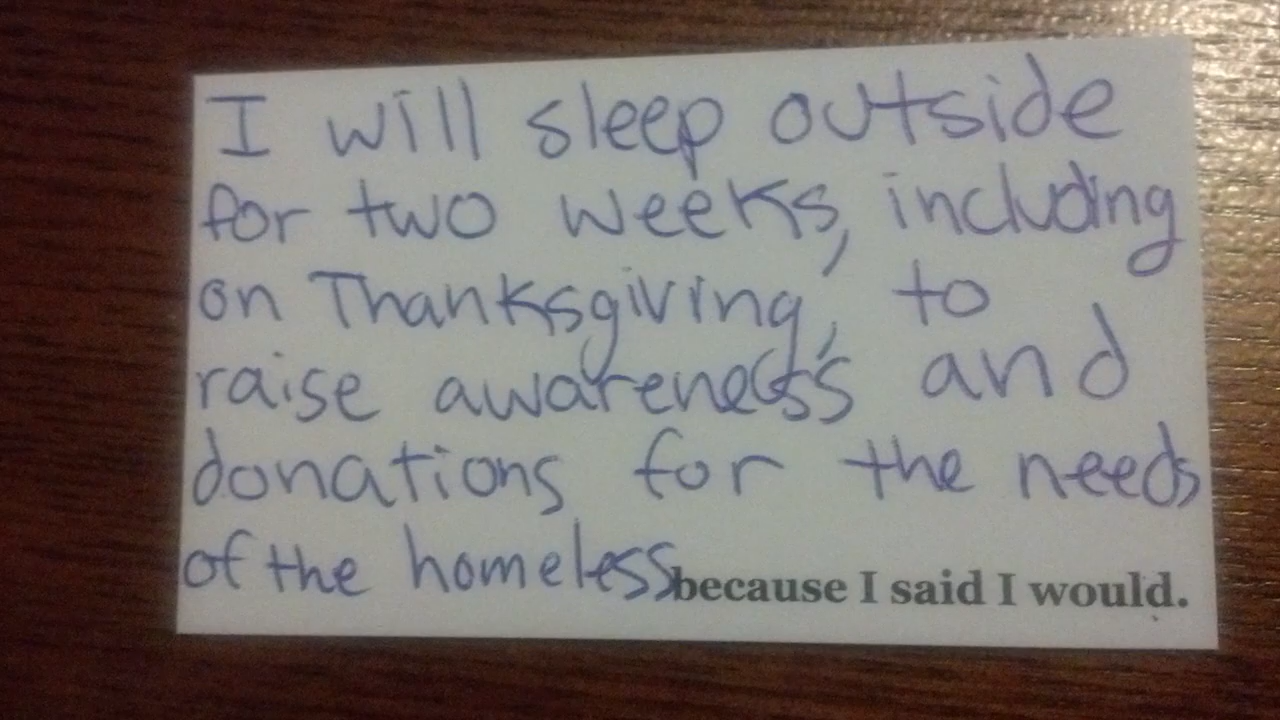 I will sleep outside
for two weeks, including
on Thanksgiving, to
raise awareness and
donations for the needs
of the homeless because I said I would.